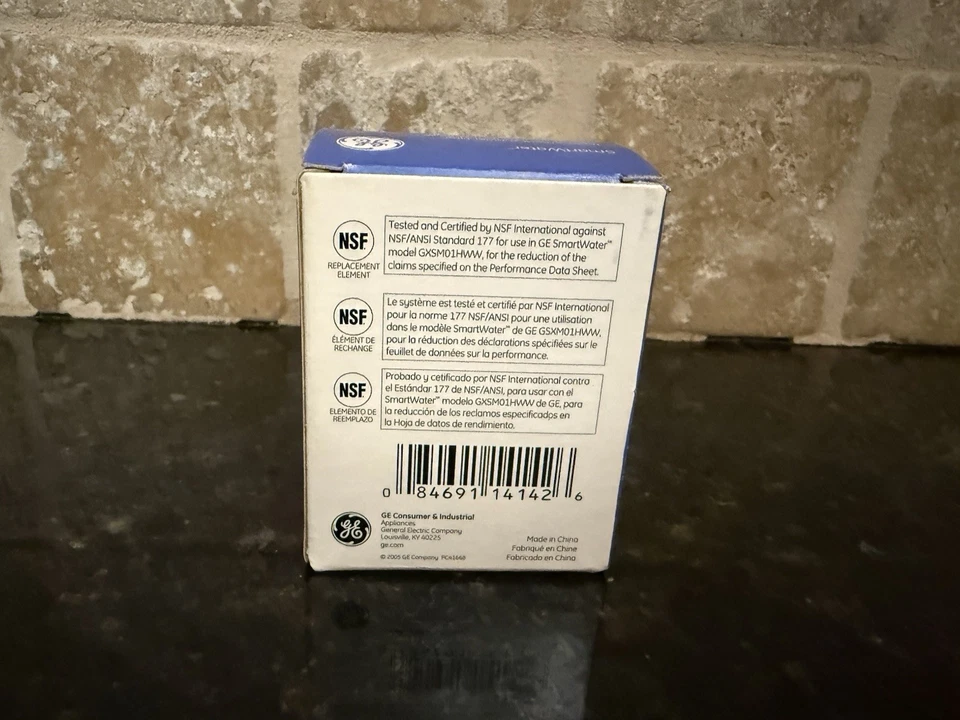 GE
SmartWater™
NSF
REPLACEMENT
ELEMENT
Tested and Certified by NSF International against
NSF/ANSI Standard 177 for use in GE SmartWater™
model GXSM01HWW, for the reduction of the
claims specified on the Performance Data Sheet.
NSF
ÉLÉMENT DE
RECHANGE
Le système est testé et certifié par NSF International
pour la norme 177 NSF/ANSI pour une utilisation
dans le modèle SmartWater™ de GE GSXM01HWW,
pour la réduction des déclarations spécifiées sur le
feuillet de données sur la performance.
NSF
ELEMENTO DE
REEMPLAZO
Probado y cetificado por NSF International contra
el Estándar 177 de NSF/ANSI, para usar con el
SmartWater™ modelo GXSM01HWW de GE, para
la reducción de los reclamos especificados en
la Hoja de datos de rendimiento.
0 84691 14142 6
GE
GE Consumer & Industrial
Appliances
General Electric Company
Louisville, KY 40225
ge.com
© 2005 GE Company PC41668
Made in China
Fabriqué en Chine
Fabricado en China